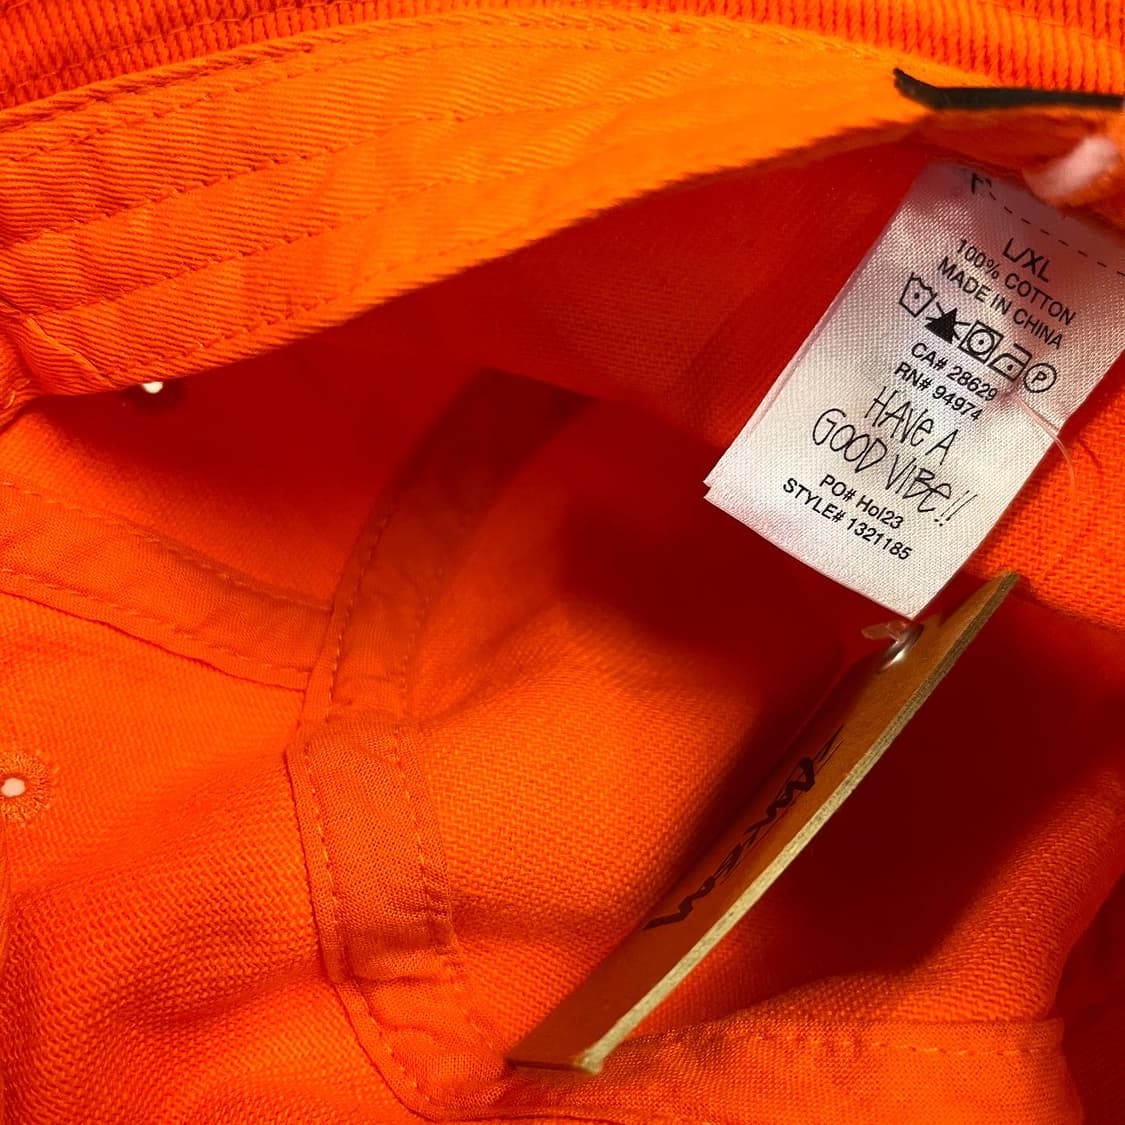 L/XL
100% COTTON
MADE IN CHINA
P
CA# 28629
RN# 94974
HAVE A
GOOD VIBE!!
PO# Hol23
STYLE# 1321185